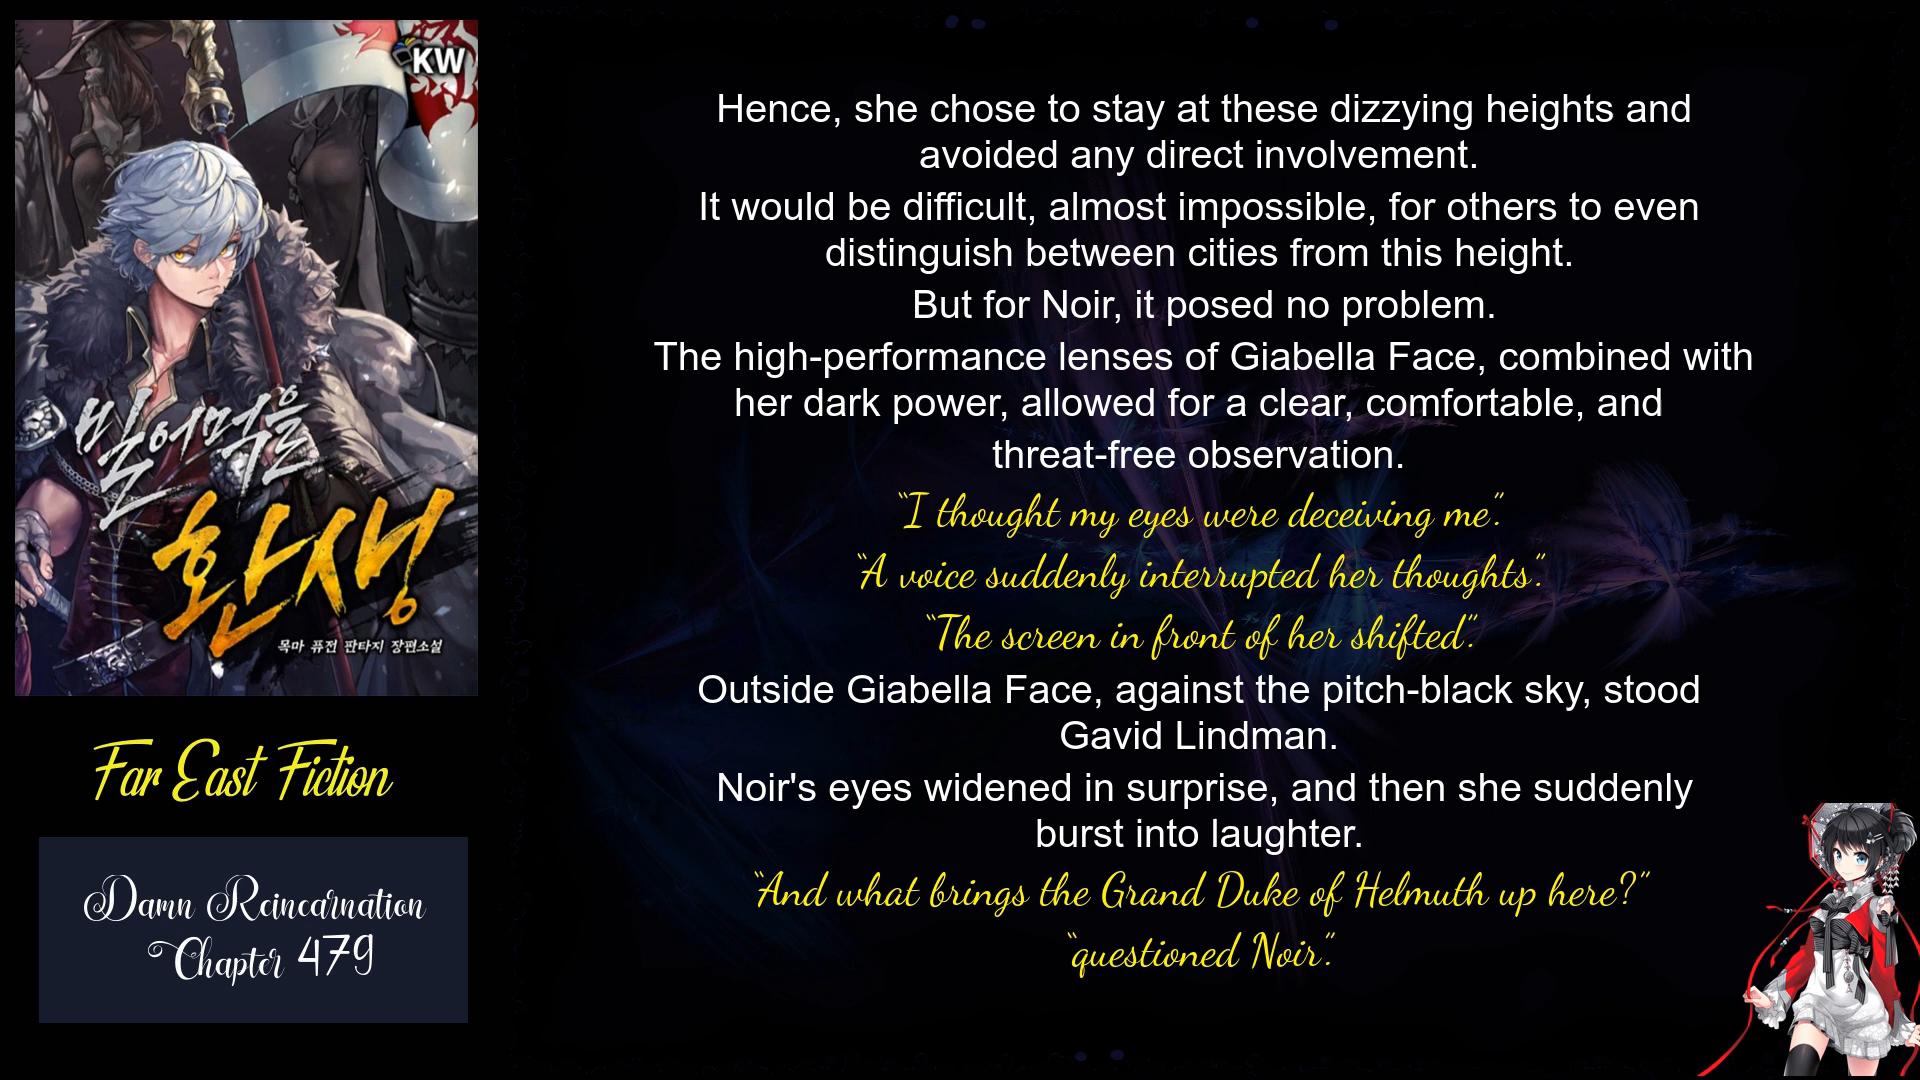 KW
빌어먹을
환생
목마 퓨전 판타지 장편소설
Far East Fiction
Damn Reincarnation
Chapter 479
Hence, she chose to stay at these dizzying heights and
avoided any direct involvement.
It would be difficult, almost impossible, for others to even
distinguish between cities from this height.
But for Noir, it posed no problem.
The high-performance lenses of Giabella Face, combined with
her dark power, allowed for a clear, comfortable, and
threat-free observation.
“I thought my eyes were deceiving me”.
“A voice suddenly interrupted her thoughts”.
“The screen in front of her shifted”.
Outside Giabella Face, against the pitch-black sky, stood
Gavid Lindman.
Noir's eyes widened in surprise, and then she suddenly
burst into laughter.
“And what brings the Grand Duke of Helmuth up here?”
“questioned Noir”.